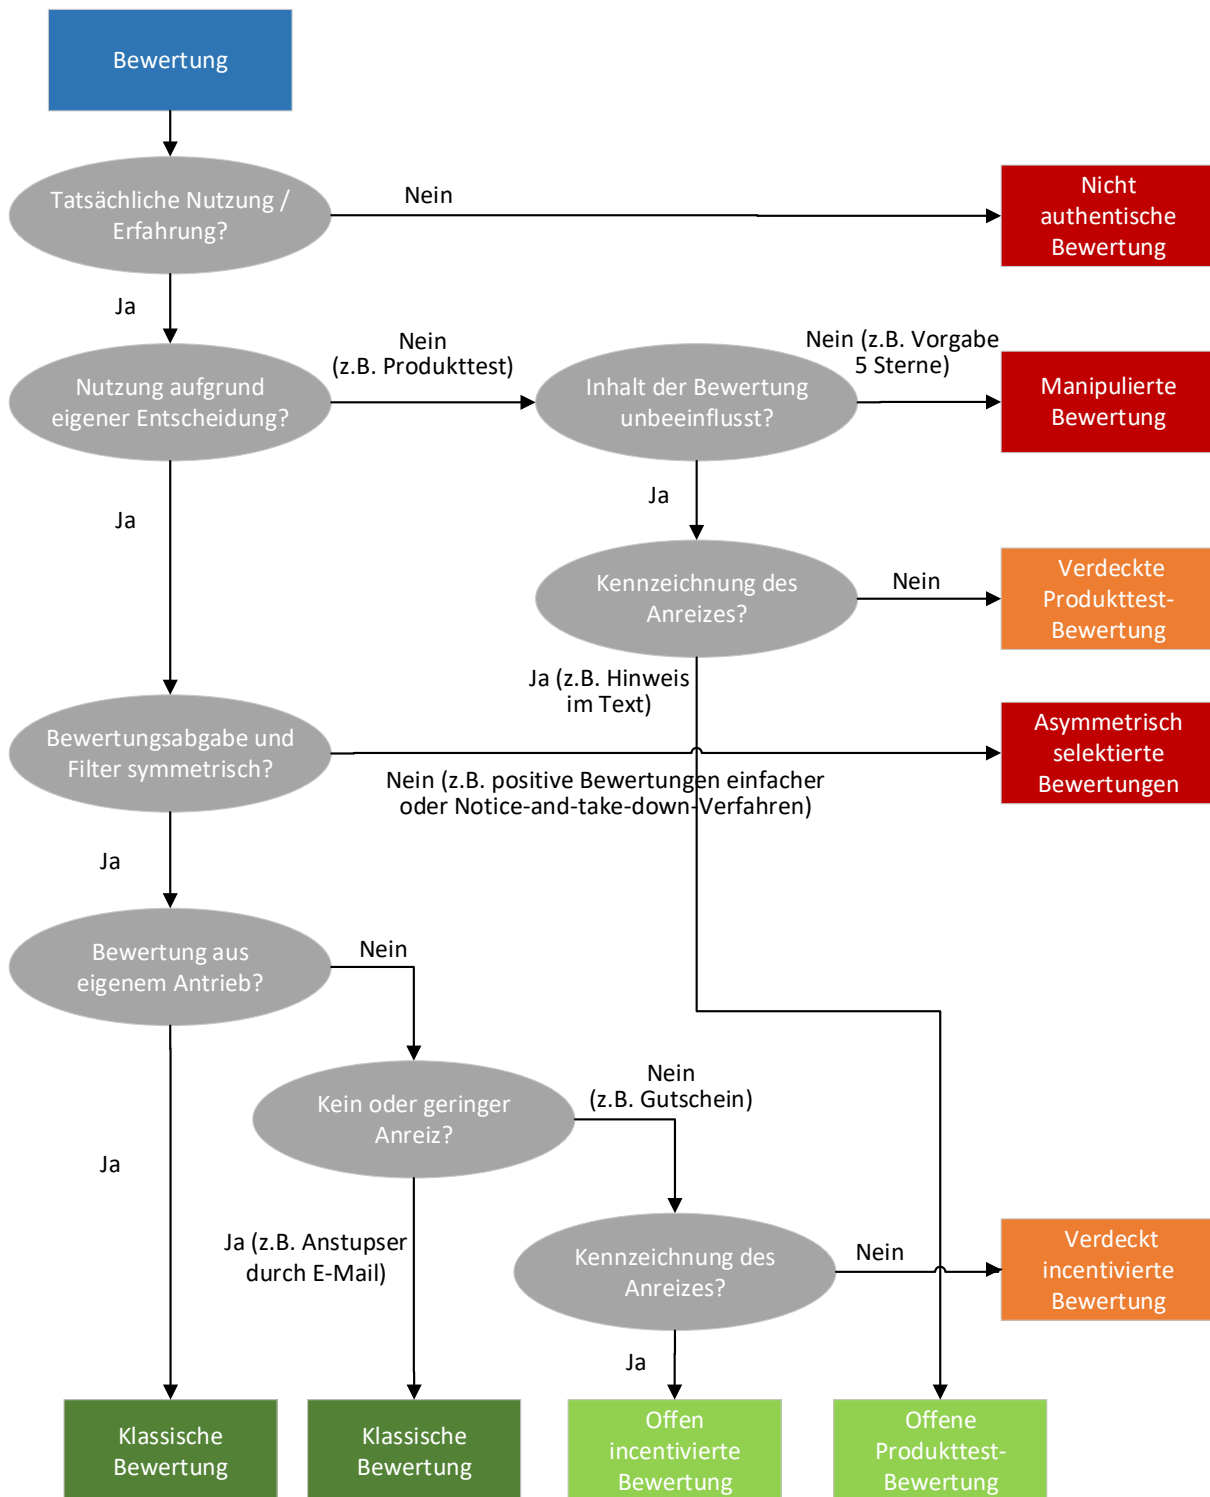 Bewertung
Tatsächliche Nutzung /
Erfahrung?
Nein
Nicht
authentische
Bewertung
Ja
Nutzung aufgrund
eigener Entscheidung?
Nein
(z.B. Produkttest)
Inhalt der Bewertung
unbeeinflusst?
Nein (z.B. Vorgabe
5 Sterne)
Manipulierte
Bewertung
Ja
Ja
Kennzeichnung des
Anreizes?
Nein
Verdeckte
Produkttest-
Bewertung
Ja (z.B. Hinweis
im Text)
Bewertungsabgabe und
Filter symmetrisch?
Nein (z.B. positive Bewertungen einfacher
oder Notice-and-take-down-Verfahren)
Asymmetrisch
selektierte
Bewertungen
Ja
Bewertung aus
eigenem Antrieb?
Nein
Kein oder geringer
Anreiz?
Nein
(z.B. Gutschein)
Ja
Ja (z.B. Anstupser
durch E-Mail)
Kennzeichnung des
Anreizes?
Nein
Verdeckt
incentivierte
Bewertung
Ja
Klassische
Bewertung
Klassische
Bewertung
Offen
incentivierte
Bewertung
Offene
Produkttest-
Bewertung